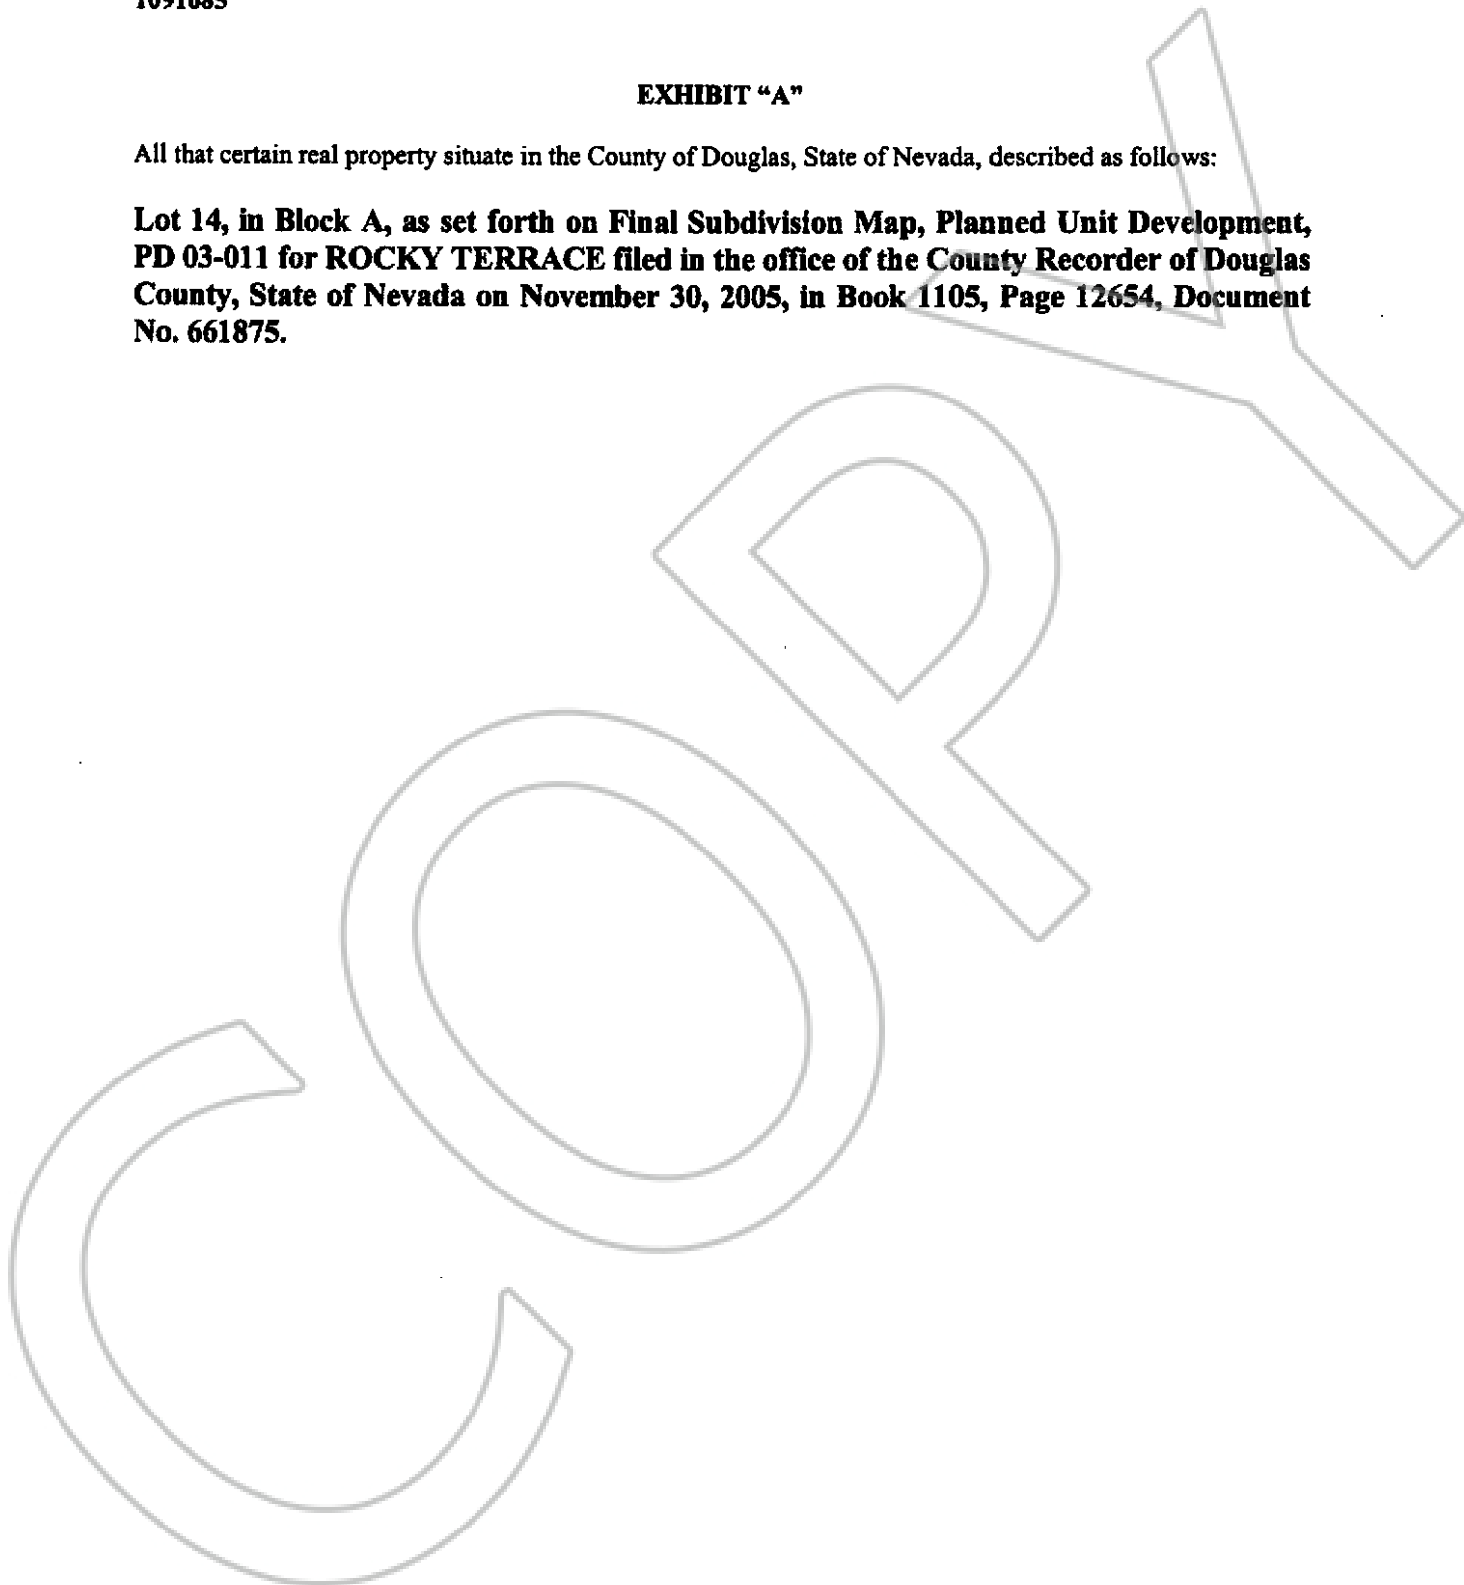 EXHIBIT “A”
All that certain real property situate in the County of Douglas, State of Nevada, described as follows:
Lot 14, in Block A, as set forth on Final Subdivision Map, Planned Unit Development,
PD 03-011 for ROCKY TERRACE filed in the office of the County Recorder of Douglas
County, State of Nevada on November 30, 2005, in Book 1105, Page 12654, Document
No. 661875.
COPY